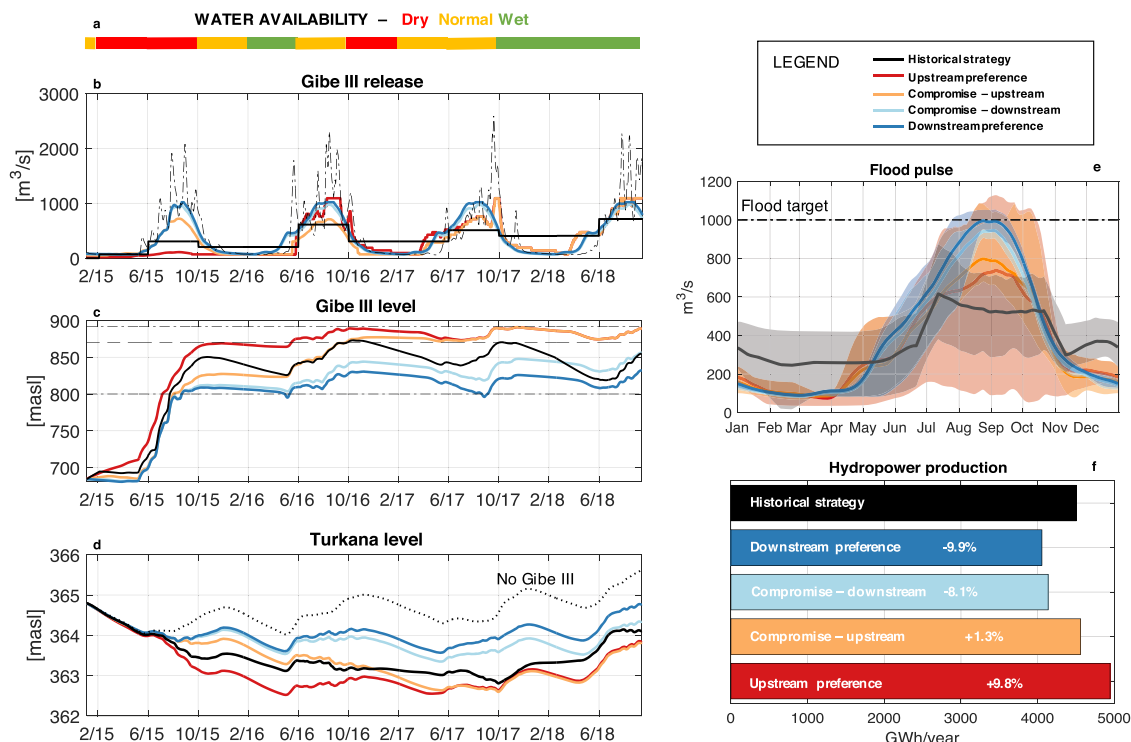 a
WATER AVAILABILITY – Dry Normal Wet
b
Gibe III release
3000
2000
1000
0
[m³/s]
2/15 6/15 10/15 2/16 6/16 10/16 2/17 6/17 10/17 2/18 6/18
c
Gibe III level
900
850
800
750
700
[masl]
2/15 6/15 10/15 2/16 6/16 10/16 2/17 6/17 10/17 2/18 6/18
d
Turkana level
366
365
364
363
362
[masl]
No Gibe III
2/15 6/15 10/15 2/16 6/16 10/16 2/17 6/17 10/17 2/18 6/18
LEGEND
Historical strategy
Upstream preference
Compromise – upstream
Compromise – downstream
Downstream preference
Flood pulse
e
1200
1000
800
600
400
200
0
m³/s
Flood target
Jan Feb Mar Apr May Jun Jul Aug Sep Oct Nov Dec
Hydropower production
f
Historical strategy
Downstream preference -9.9%
Compromise – downstream -8.1%
Compromise – upstream +1.3%
Upstream preference +9.8%
0 1000 2000 3000 4000 5000
GWh/year